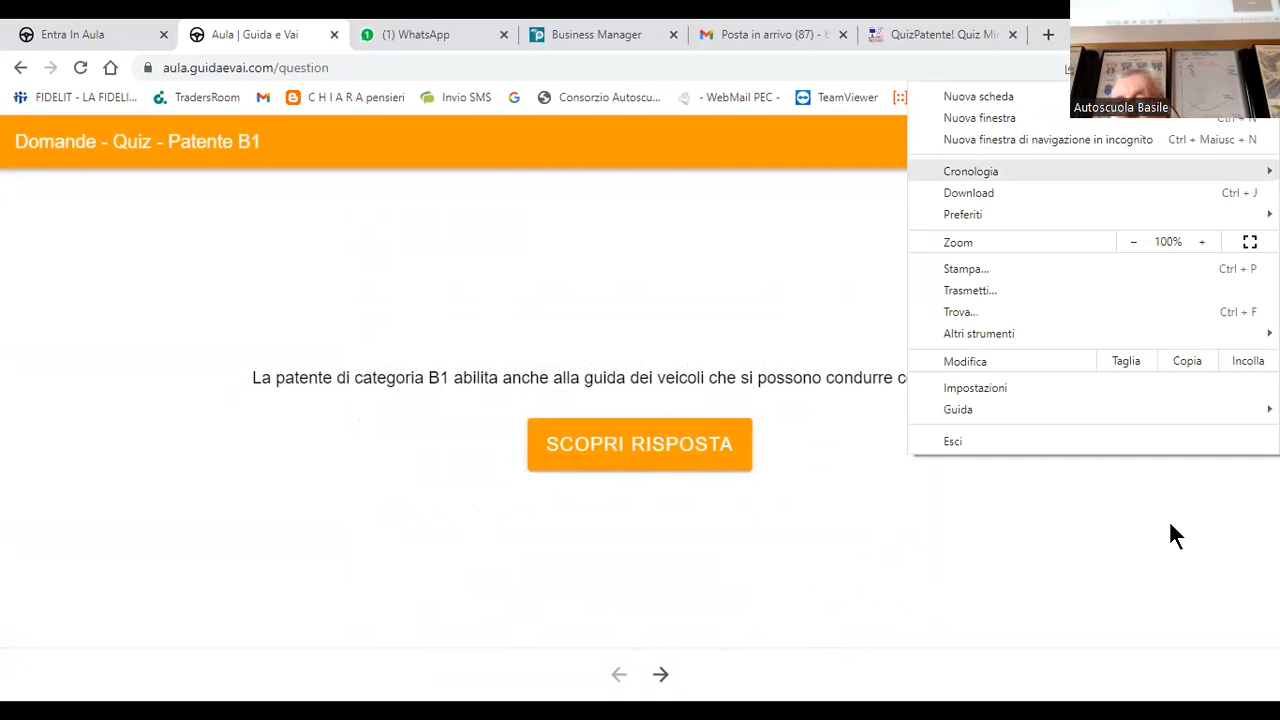 Entra In Aula
Aula | Guida e Vai
(1) WhatsApp
Business Manager
Posta in arrivo (87) - b
QuizPatente! Quiz Min
aula.guidaevai.com/question
FIDELIT - LA FIDELI...
TradersRoom
C H I A R A pensieri
Invio SMS
Consorzio Autoscu...
- WebMail PEC -
TeamViewer
Autoscuola Basile
Domande - Quiz - Patente B1
Nuova scheda
Nuova finestra Ctrl + N
Nuova finestra di navigazione in incognito Ctrl + Maiusc + N
Cronologia
Download Ctrl + J
Preferiti
Zoom − 100% +
Stampa... Ctrl + P
Trasmetti...
Trova... Ctrl + F
Altri strumenti
Modifica Taglia Copia Incolla
Impostazioni
Guida
Esci
La patente di categoria B1 abilita anche alla guida dei veicoli che si possono condurre c
SCOPRI RISPOSTA